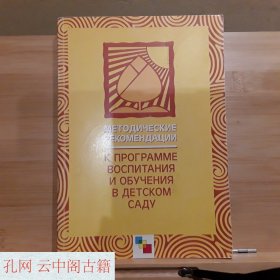 МЕТОДИЧЕСКИЕ
РЕКОМЕНДАЦИИ
К ПРОГРАММЕ
ВОСПИТАНИЯ
И ОБУЧЕНИЯ
В ДЕТСКОМ
САДУ
孔网 云中阁古籍